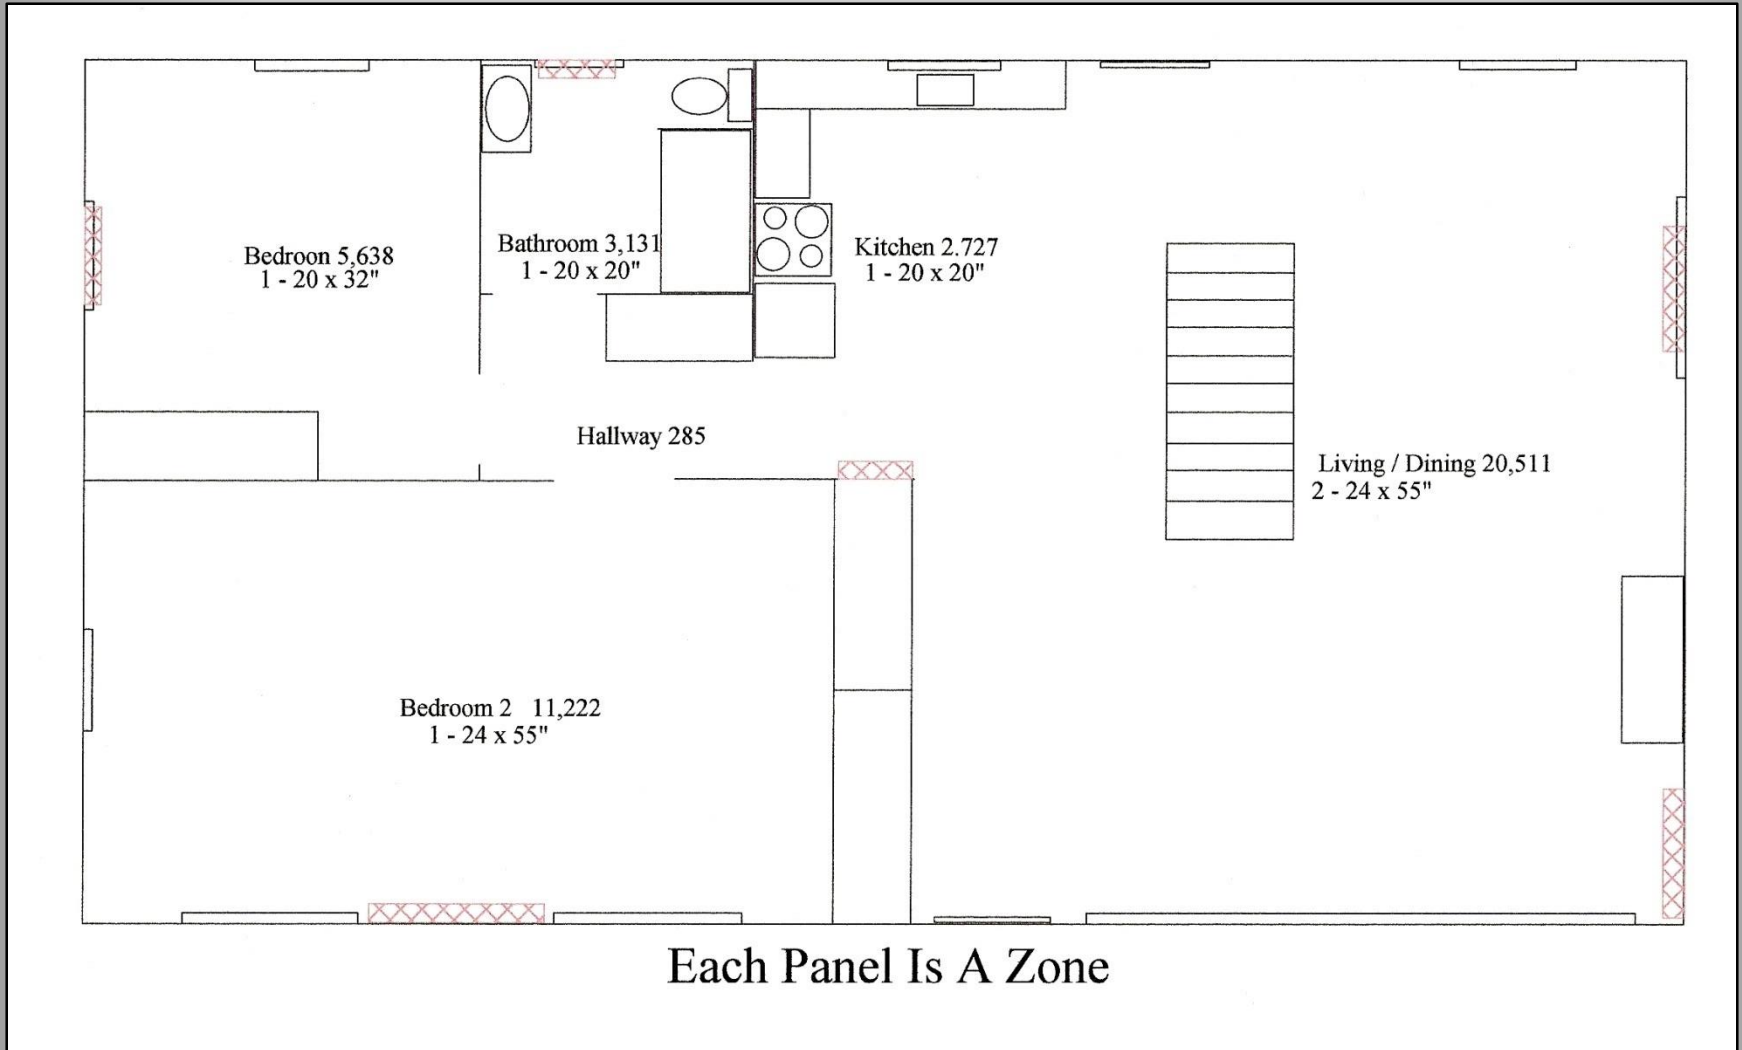 Bedroon 5,638
1 - 20 x 32"
Bathroom 3,131
1 - 20 x 20"
Kitchen 2.727
1 - 20 x 20"
Hallway 285
Living / Dining 20,511
2 - 24 x 55"
Bedroom 2 11,222
1 - 24 x 55"
Each Panel Is A Zone